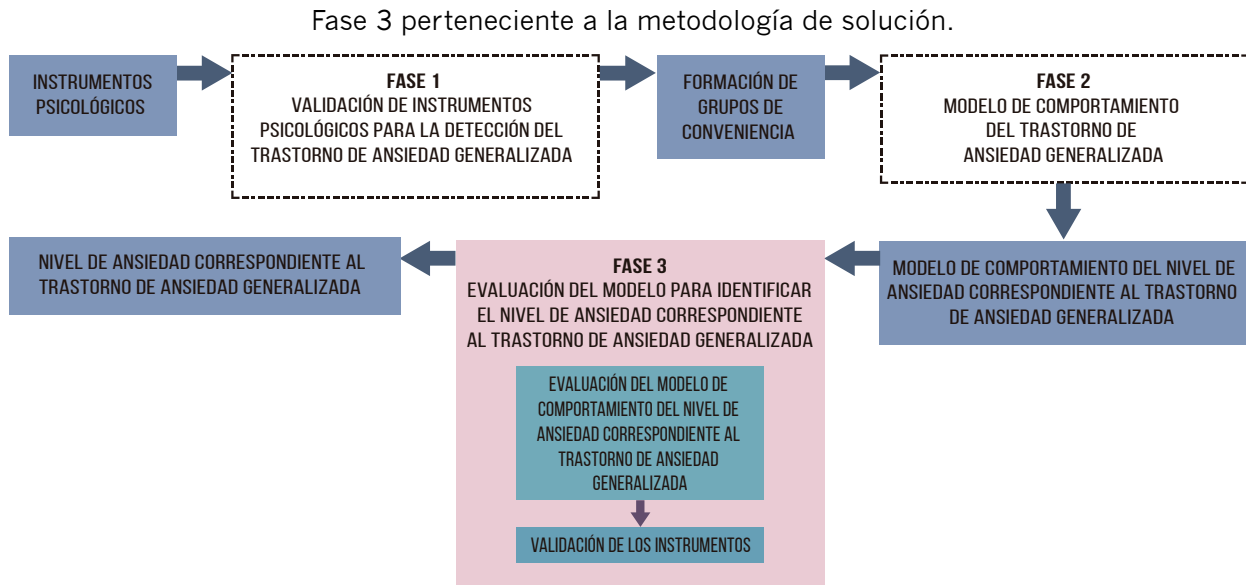 Fase 3 perteneciente a la metodología de solución.
INSTRUMENTOS
PSICOLÓGICOS
FASE 1
VALIDACIÓN DE INSTRUMENTOS
PSICOLÓGICOS PARA LA DETECCIÓN DEL
TRASTORNO DE ANSIEDAD GENERALIZADA
FORMACIÓN DE
GRUPOS DE
CONVENIENCIA
FASE 2
MODELO DE COMPORTAMIENTO
DEL TRASTORNO DE
ANSIEDAD GENERALIZADA
MODELO DE COMPORTAMIENTO DEL NIVEL DE
ANSIEDAD CORRESPONDIENTE AL TRASTORNO
DE ANSIEDAD GENERALIZADA
FASE 3
EVALUACIÓN DEL MODELO PARA IDENTIFICAR
EL NIVEL DE ANSIEDAD CORRESPONDIENTE
AL TRASTORNO DE ANSIEDAD GENERALIZADA
EVALUACIÓN DEL MODELO DE
COMPORTAMIENTO DEL NIVEL DE
ANSIEDAD CORRESPONDIENTE AL
TRASTORNO DE ANSIEDAD
GENERALIZADA
VALIDACIÓN DE LOS INSTRUMENTOS
NIVEL DE ANSIEDAD CORRESPONDIENTE AL
TRASTORNO DE ANSIEDAD GENERALIZADA